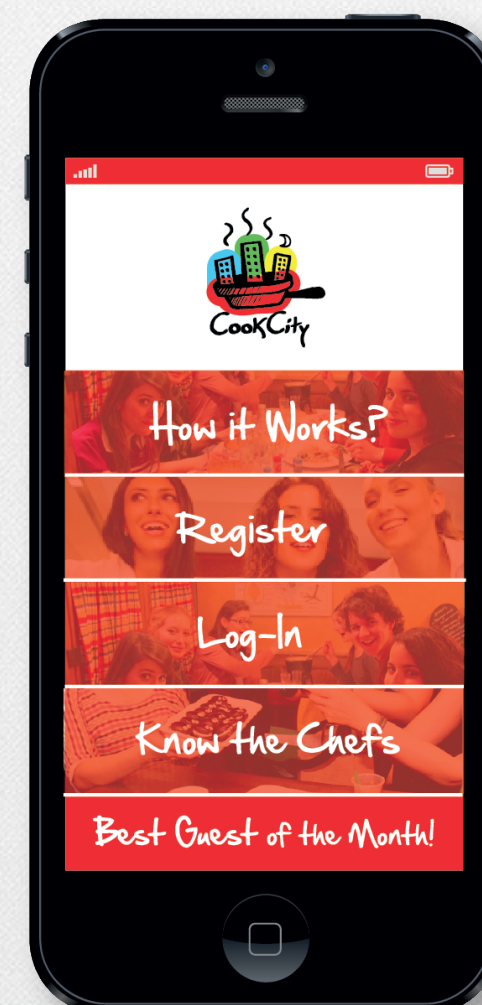 CookCity
How it Works?
Register
Log-In
Know the Chefs
Best Guest of the Month!